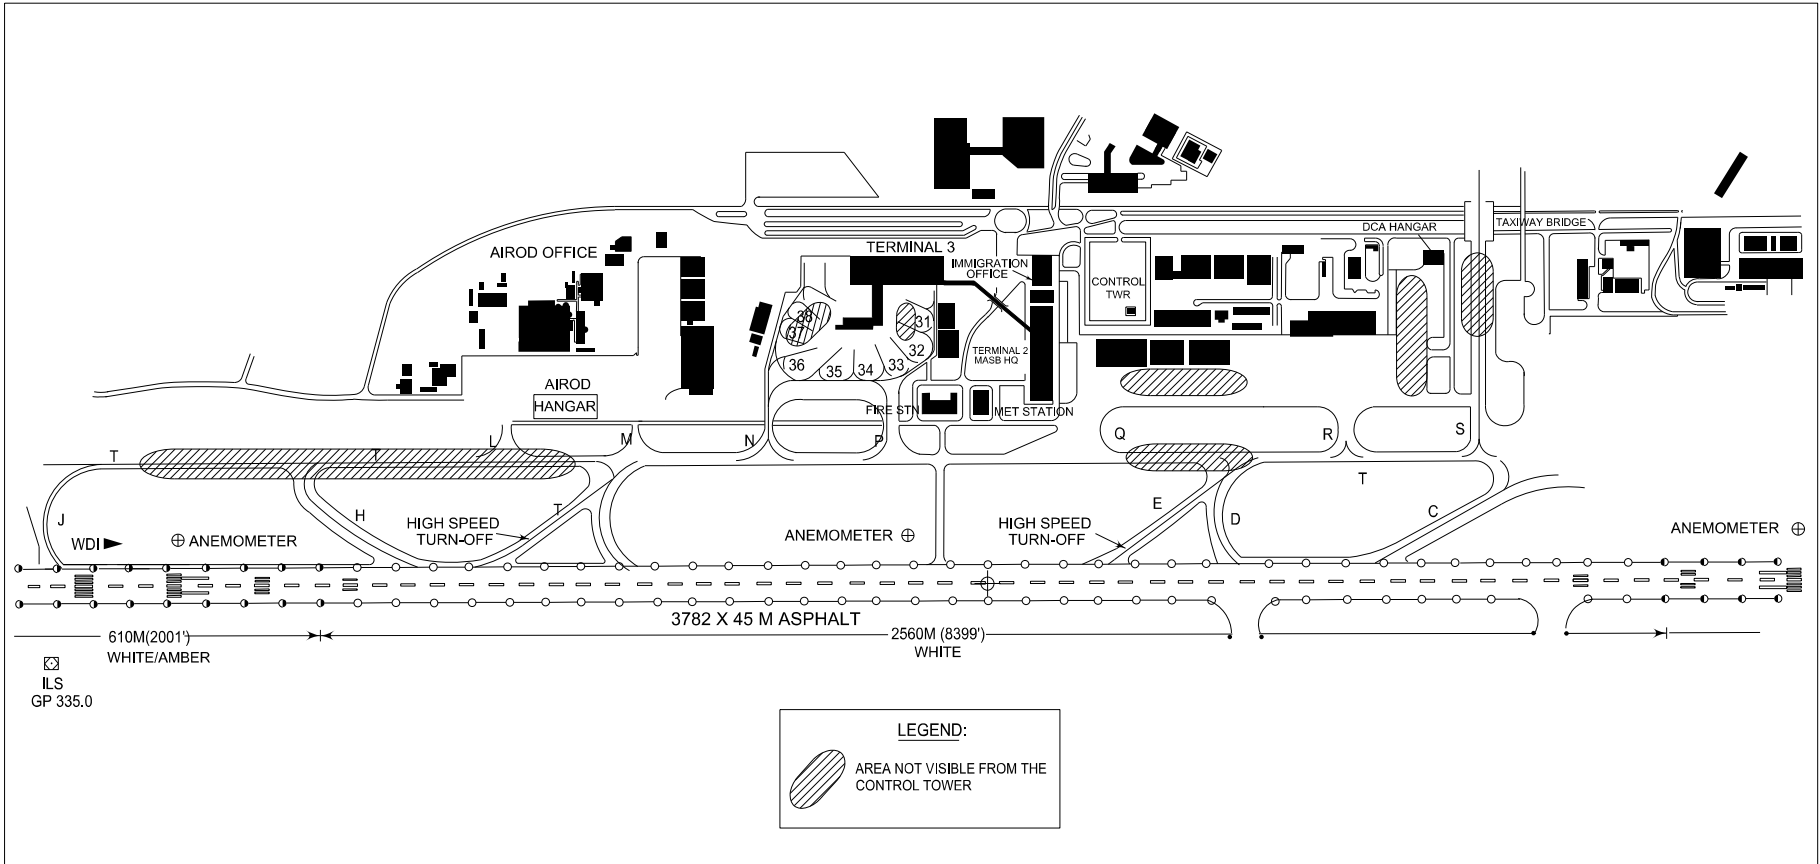 DCA HANGAR
TAXIWAY BRIDGE
AIROD OFFICE
TERMINAL 3
IMMIGRATION
OFFICE
CONTROL
TWR
38
37
36
35
34
33
32
31
TERMINAL 2
MASB HQ
AIROD
HANGAR
FIRE STN
MET STATION
L
M
N
P
Q
R
S
T
T
T
T
J
H
E
D
C
HIGH SPEED
TURN-OFF
HIGH SPEED
TURN-OFF
WDI
ANEMOMETER
ANEMOMETER
ANEMOMETER
3782 X 45 M ASPHALT
610M(2001')
WHITE/AMBER
2560M (8399')
WHITE
ILS
GP 335.0
LEGEND:
AREA NOT VISIBLE FROM THE
CONTROL TOWER